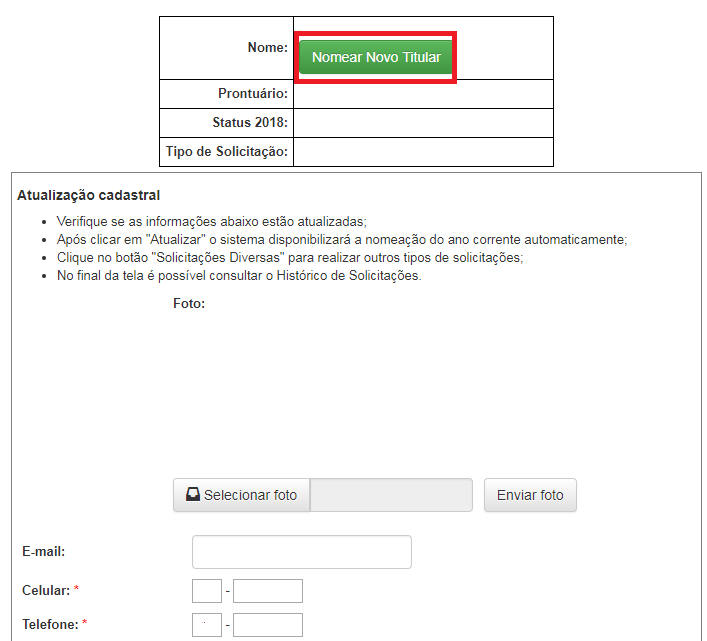 Nome:
Nomear Novo Titular
Prontuário:
Status 2018:
Tipo de Solicitação:
Atualização cadastral
• Verifique se as informações abaixo estão atualizadas;
• Após clicar em "Atualizar" o sistema disponibilizará a nomeação do ano corrente automaticamente;
• Clique no botão "Solicitações Diversas" para realizar outros tipos de solicitações;
• No final da tela é possível consultar o Histórico de Solicitações.
Foto:
Selecionar foto
Enviar foto
E-mail:
Celular: * -
Telefone: * -